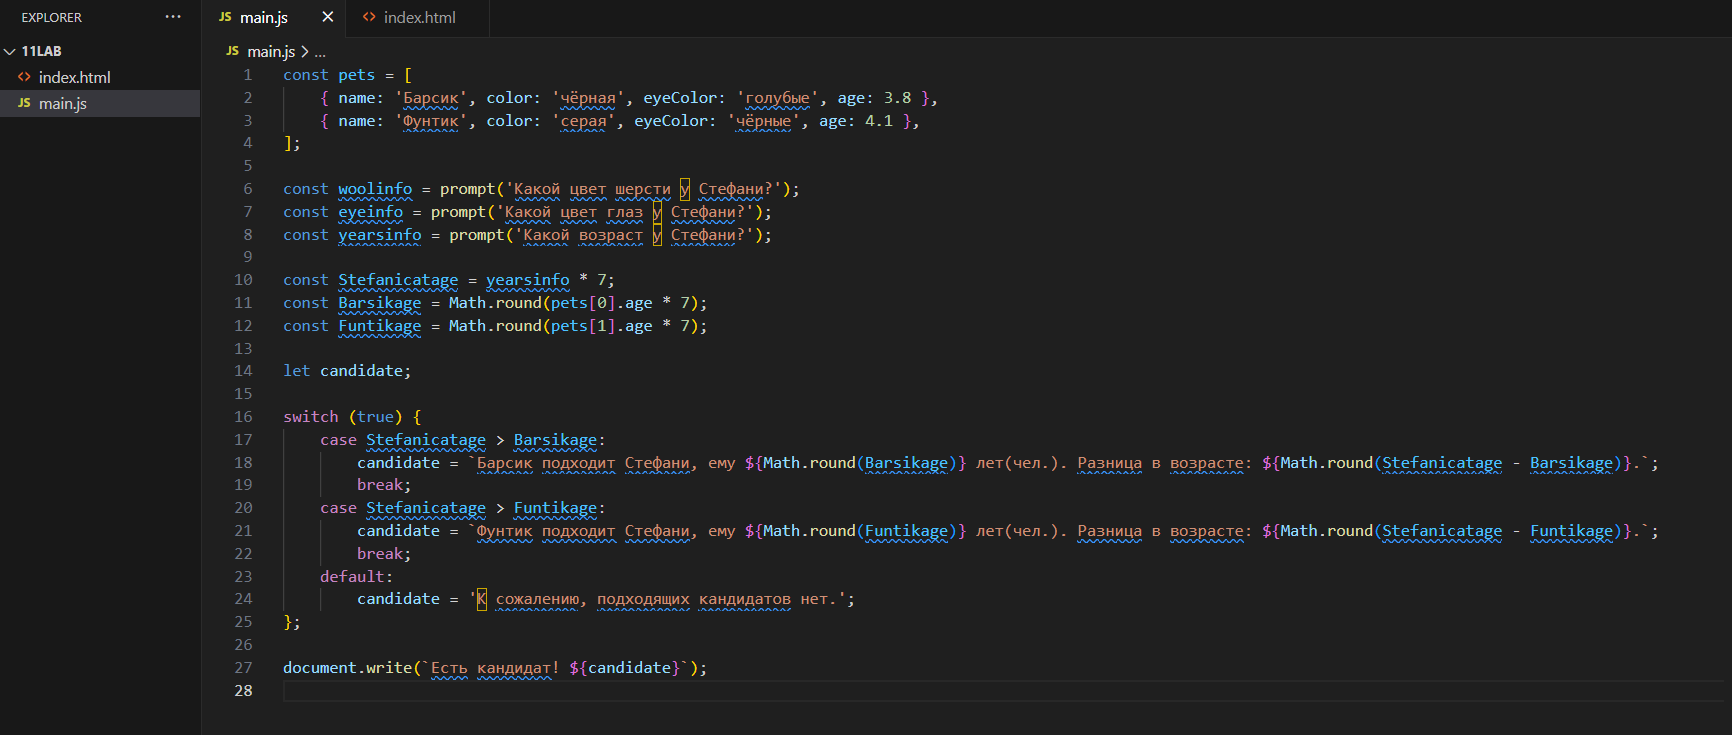 EXPLORER ...
JS main.js × <> index.html
11LAB
<> index.html
JS main.js
JS main.js > ...
1 const pets = [
2     { name: 'Барсик', color: 'чёрная', eyeColor: 'голубые', age: 3.8 },
3     { name: 'Фунтик', color: 'серая', eyeColor: 'чёрные', age: 4.1 },
4 ];
5
6 const woolinfo = prompt('Какой цвет шерсти у Стефани?');
7 const eyeinfo = prompt('Какой цвет глаз у Стефани?');
8 const yearsinfo = prompt('Какой возраст у Стефани?');
9
10 const Stefanicatage = yearsinfo * 7;
11 const Barsikage = Math.round(pets[0].age * 7);
12 const Funtikage = Math.round(pets[1].age * 7);
13
14 let candidate;
15
16 switch (true) {
17     case Stefanicatage > Barsikage:
18         candidate = `Барсик подходит Стефани, ему ${Math.round(Barsikage)} лет(чел.). Разница в возрасте: ${Math.round(Stefanicatage - Barsikage)}.`;
19         break;
20     case Stefanicatage > Funtikage:
21         candidate = `Фунтик подходит Стефани, ему ${Math.round(Funtikage)} лет(чел.). Разница в возрасте: ${Math.round(Stefanicatage - Funtikage)}.`;
22         break;
23     default:
24         candidate = 'К сожалению, подходящих кандидатов нет.';
25 };
26
27 document.write(`Есть кандидат! ${candidate}`);
28